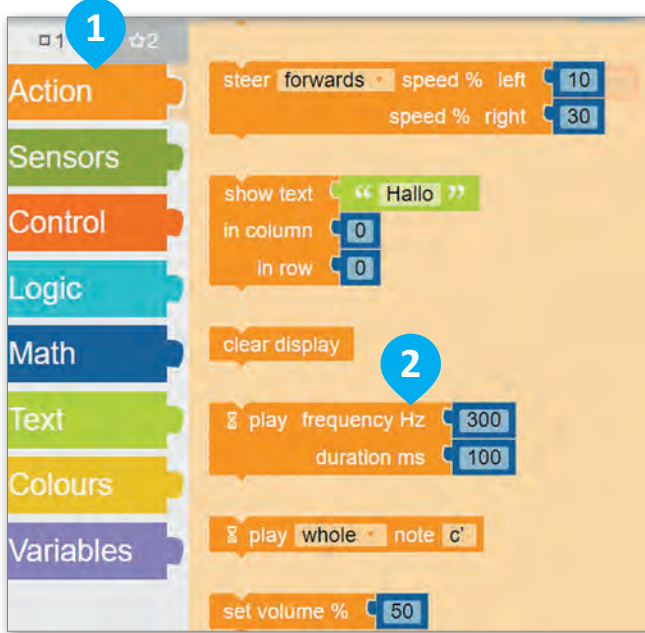 1
1
2
Action
Sensors
Control
Logic
Math
Text
Colours
Variables
steer forwards speed % left 10
speed % right 30
show text “ Hallo ”
in column 0
in row 0
clear display
2
play frequency Hz 300
duration ms 100
play whole note c'
set volume % 50